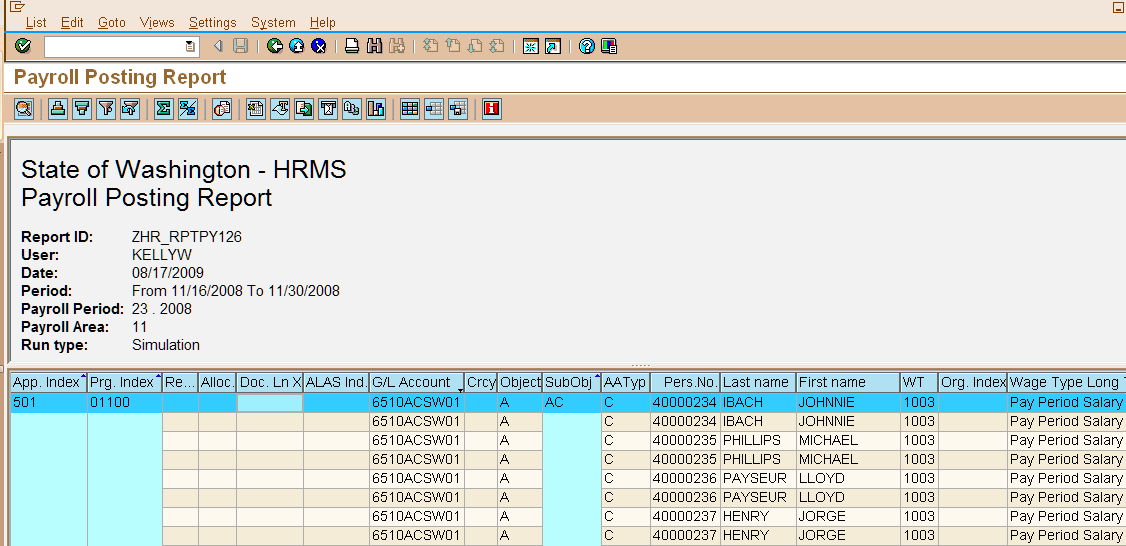 List Edit Goto Views Settings System Help
Payroll Posting Report
State of Washington - HRMS
Payroll Posting Report
Report ID: ZHR_RPTPY126
User: KELLYW
Date: 08/17/2009
Period: From 11/16/2008 To 11/30/2008
Payroll Period: 23 . 2008
Payroll Area: 11
Run type: Simulation
App. Index Prg. Index Re... Alloc. Doc. Ln X ALAS Ind. G/L Account Crcy Object SubObj AATyp Pers.No. Last name First name WT Org. Index Wage Type Long T
501 01100 6510ACSW01 A AC C 40000234 IBACH JOHNNIE 1003 Pay Period Salary
6510ACSW01 A C 40000234 IBACH JOHNNIE 1003 Pay Period Salary
6510ACSW01 A C 40000235 PHILLIPS MICHAEL 1003 Pay Period Salary
6510ACSW01 A C 40000235 PHILLIPS MICHAEL 1003 Pay Period Salary
6510ACSW01 A C 40000236 PAYSEUR LLOYD 1003 Pay Period Salary
6510ACSW01 A C 40000236 PAYSEUR LLOYD 1003 Pay Period Salary
6510ACSW01 A C 40000237 HENRY JORGE 1003 Pay Period Salary
6510ACSW01 A C 40000237 HENRY JORGE 1003 Pay Period Salary